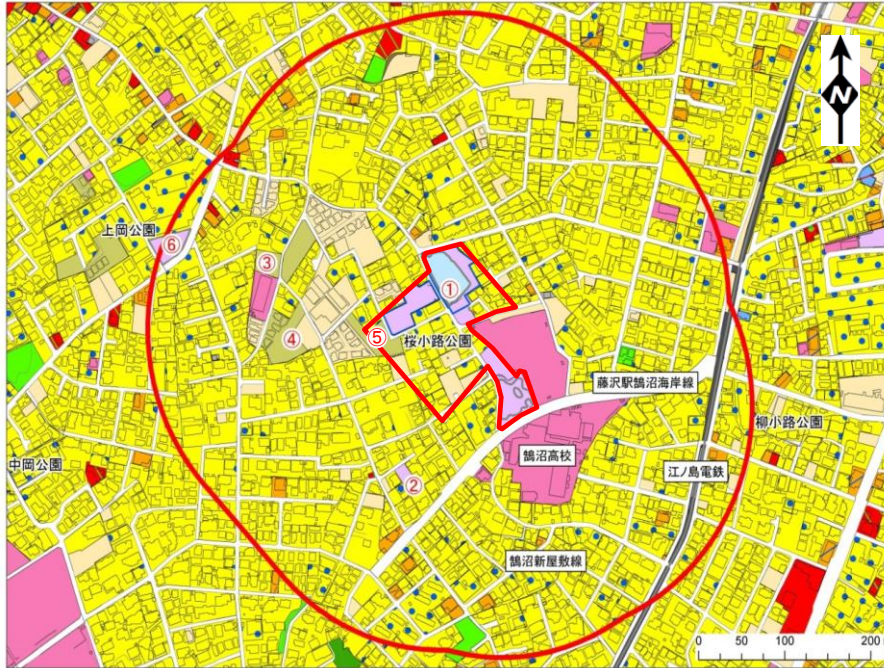 N
上岡公園
⑥
③
①
④
⑤
桜小路公園
藤沢駅鵠沼海岸線
柳小路公園
鵠沼高校
中岡公園
江ノ島電鉄
②
鵠沼新屋敷線
0 50 100 200